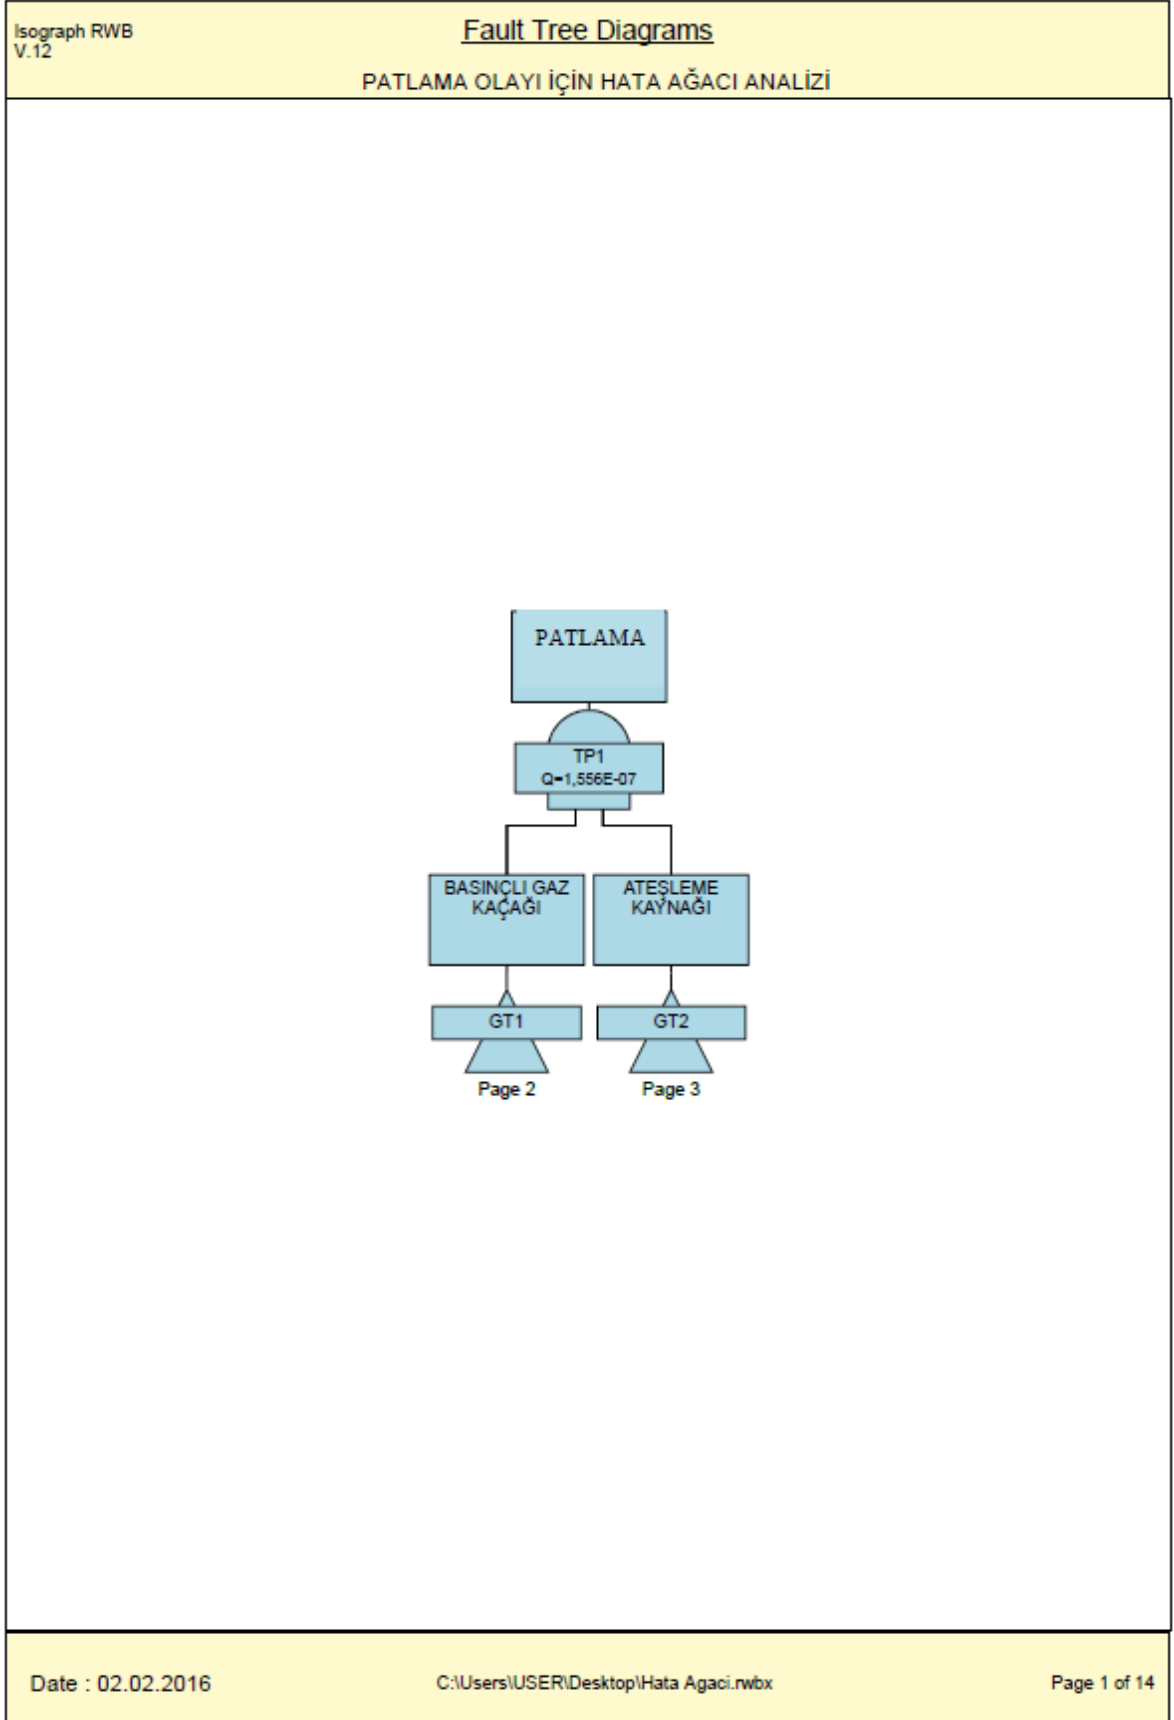 Isograph RWB
V.12
Fault Tree Diagrams
PATLAMA OLAYI İÇİN HATA AĞACI ANALİZİ
PATLAMA
TP1
Q=1,556E-07
BASINÇLI GAZ
KAÇAĞI
ATEŞLEME
KAYNAĞI
GT1
GT2
Page 2
Page 3
Date : 02.02.2016
C:\Users\USER\Desktop\Hata Agaci.rwbx
Page 1 of 14